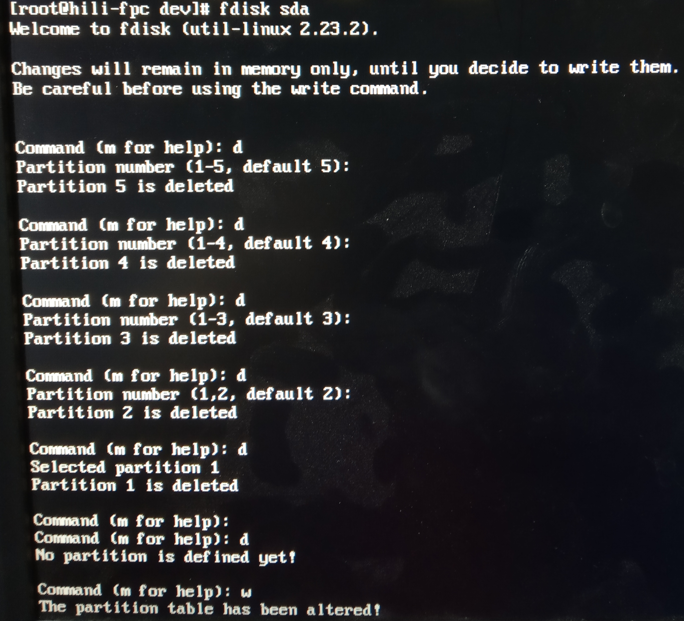 [root@hili-fpc dev]# fdisk sda
Welcome to fdisk (util-linux 2.23.2).
Changes will remain in memory only, until you decide to write them.
Be careful before using the write command.
Command (m for help): d
Partition number (1-5, default 5):
Partition 5 is deleted
Command (m for help): d
Partition number (1-4, default 4):
Partition 4 is deleted
Command (m for help): d
Partition number (1-3, default 3):
Partition 3 is deleted
Command (m for help): d
Partition number (1,2, default 2):
Partition 2 is deleted
Command (m for help): d
Selected partition 1
Partition 1 is deleted
Command (m for help):
Command (m for help): d
No partition is defined yet!
Command (m for help): w
The partition table has been altered!